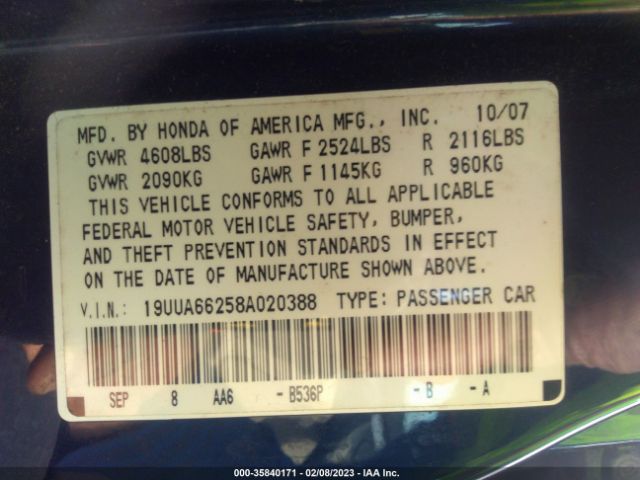 MFD. BY HONDA OF AMERICA MFG., INC. 10/07
GVWR 4608LBS GAWR F 2524LBS R 2116LBS
GVWR 2090KG GAWR F 1145KG R 960KG
THIS VEHICLE CONFORMS TO ALL APPLICABLE
FEDERAL MOTOR VEHICLE SAFETY, BUMPER,
AND THEFT PREVENTION STANDARDS IN EFFECT
ON THE DATE OF MANUFACTURE SHOWN ABOVE.
V.I.N.: 19UUA66258A020388 TYPE: PASSENGER CAR
SEP 8 AA6 - B536P - B - A
000-35840171 - 02/08/2023 - IAA Inc.